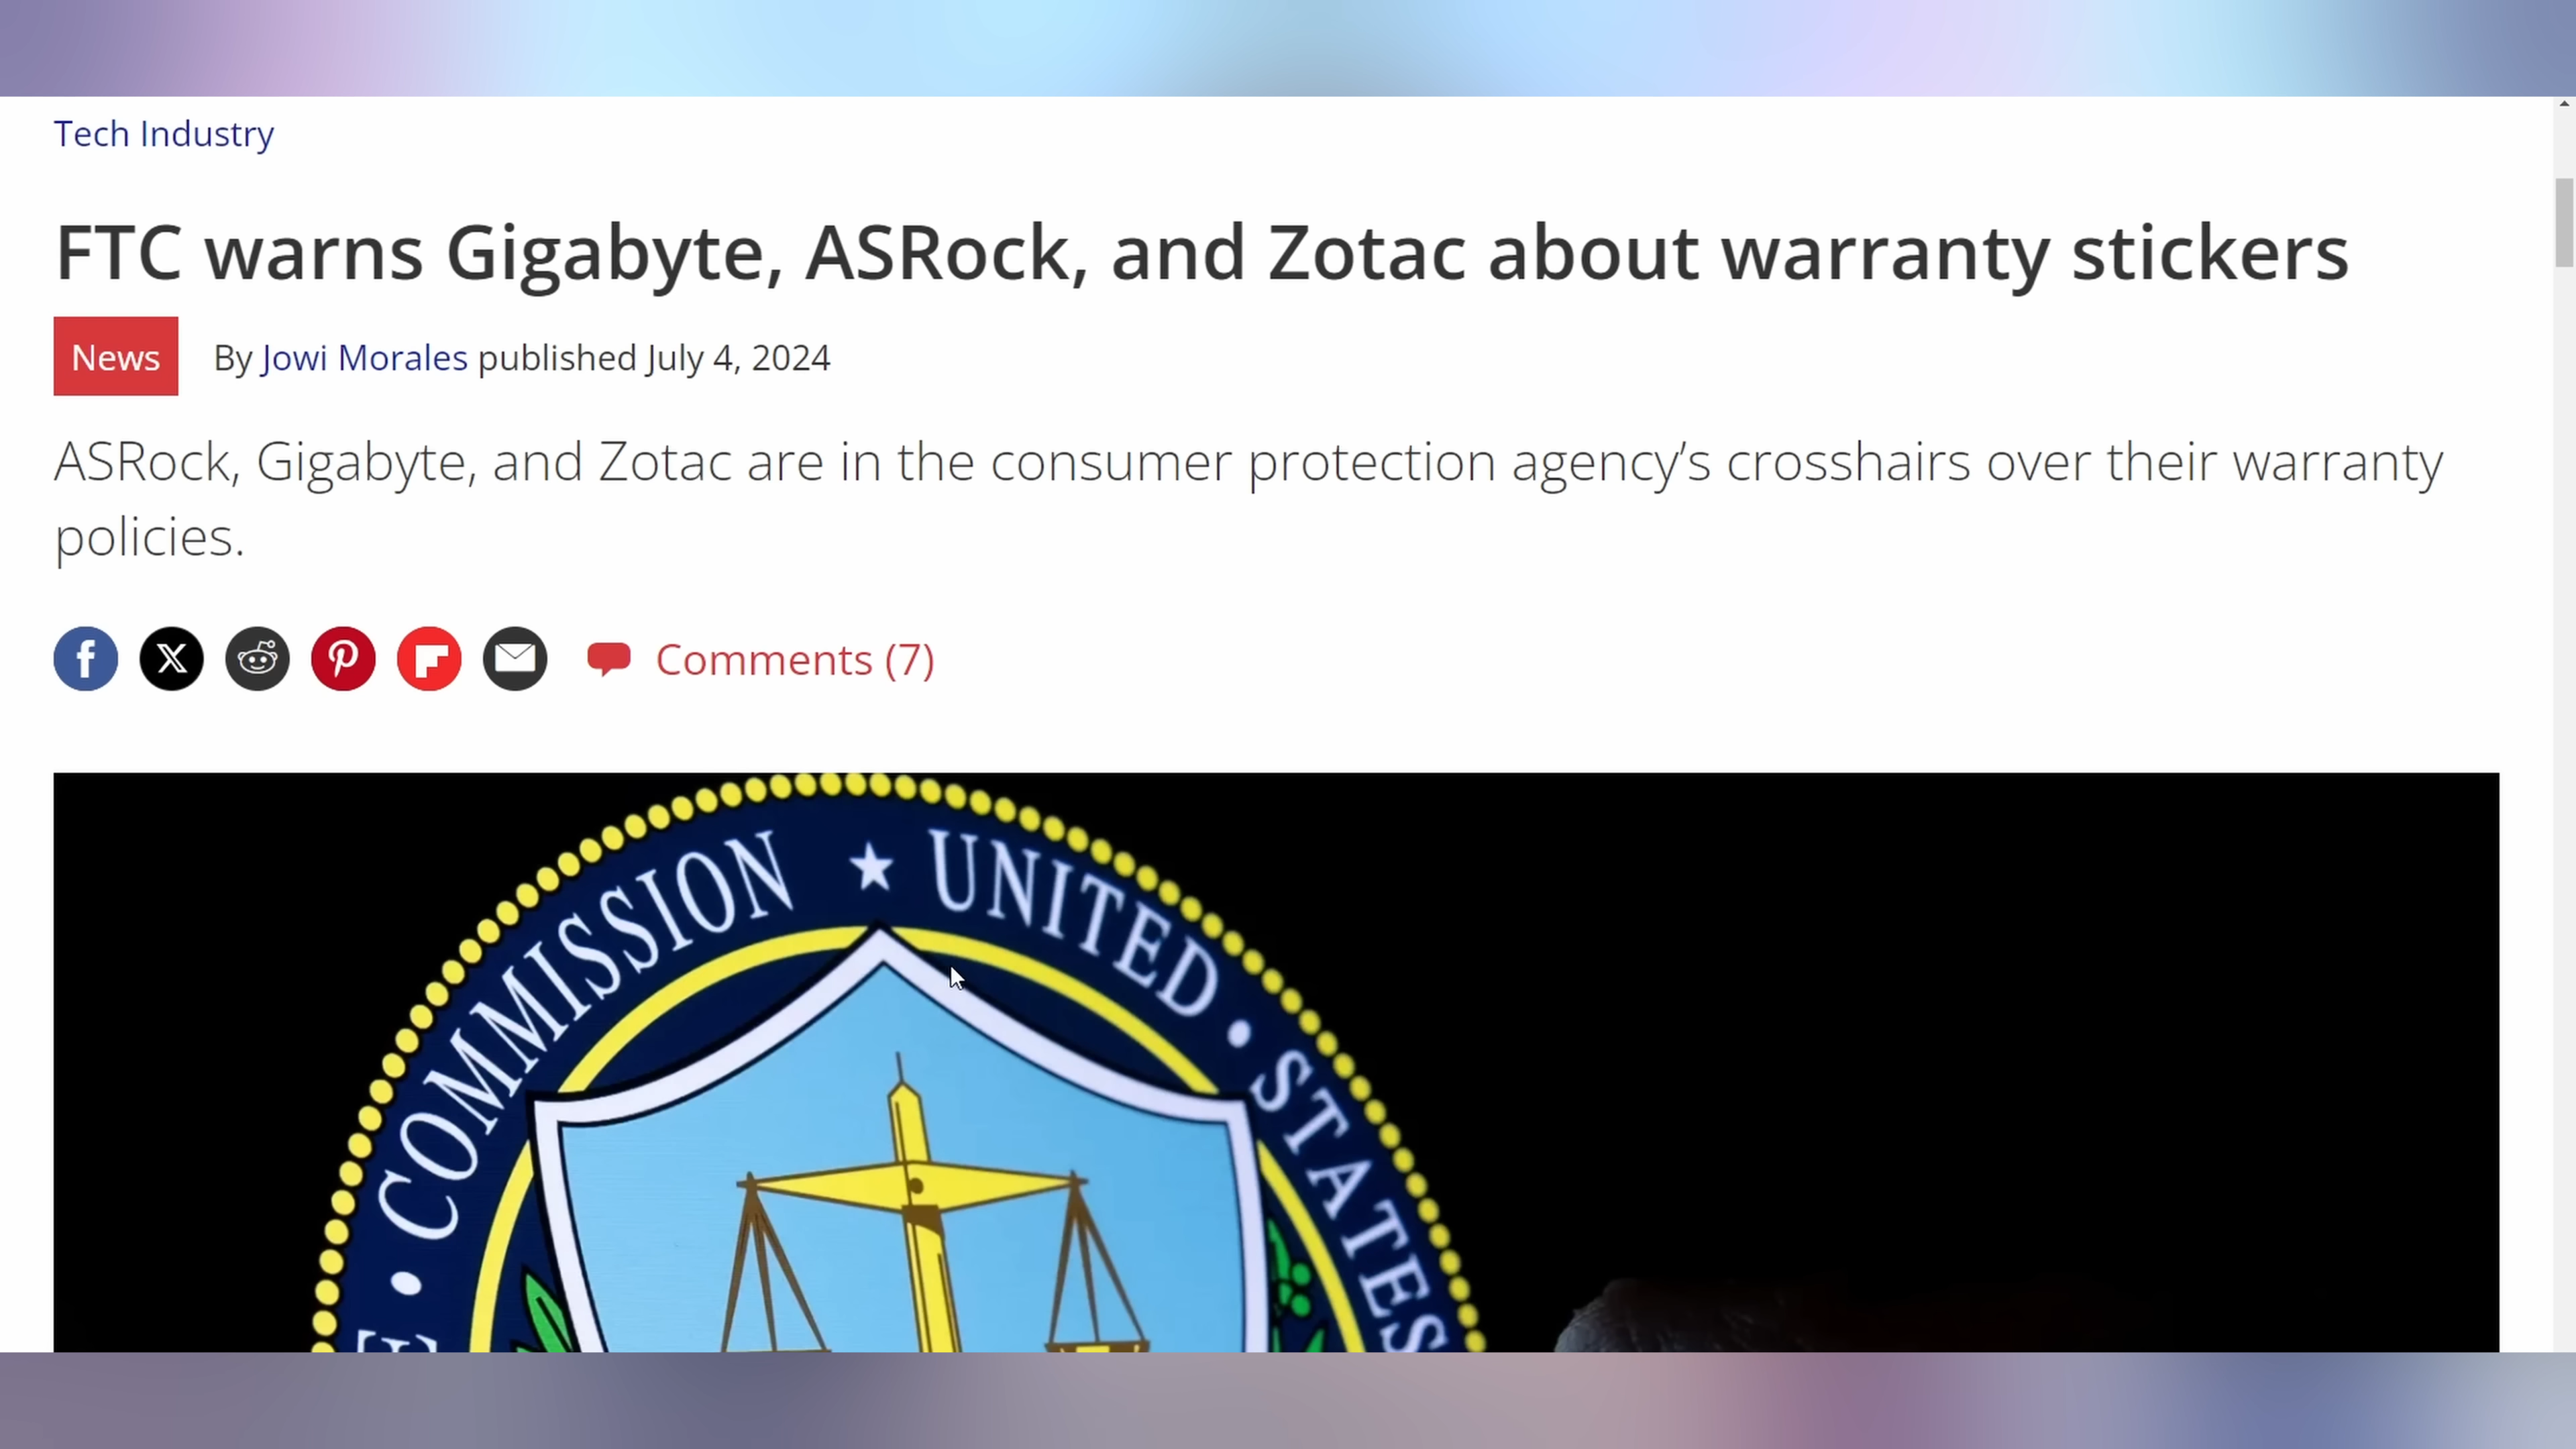 Tech Industry
FTC warns Gigabyte, ASRock, and Zotac about warranty stickers
News
By Jowi Morales published July 4, 2024
ASRock, Gigabyte, and Zotac are in the consumer protection agency’s crosshairs over their warranty
policies.
Comments (7)
E • COMMISSION ★ UNITED • STATES